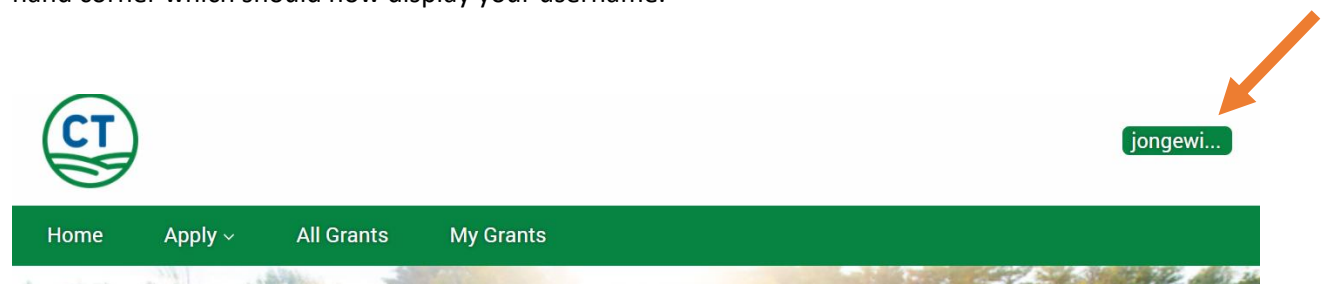 hand corner which should now display your username.
CT
jongewi...
Home Apply All Grants My Grants